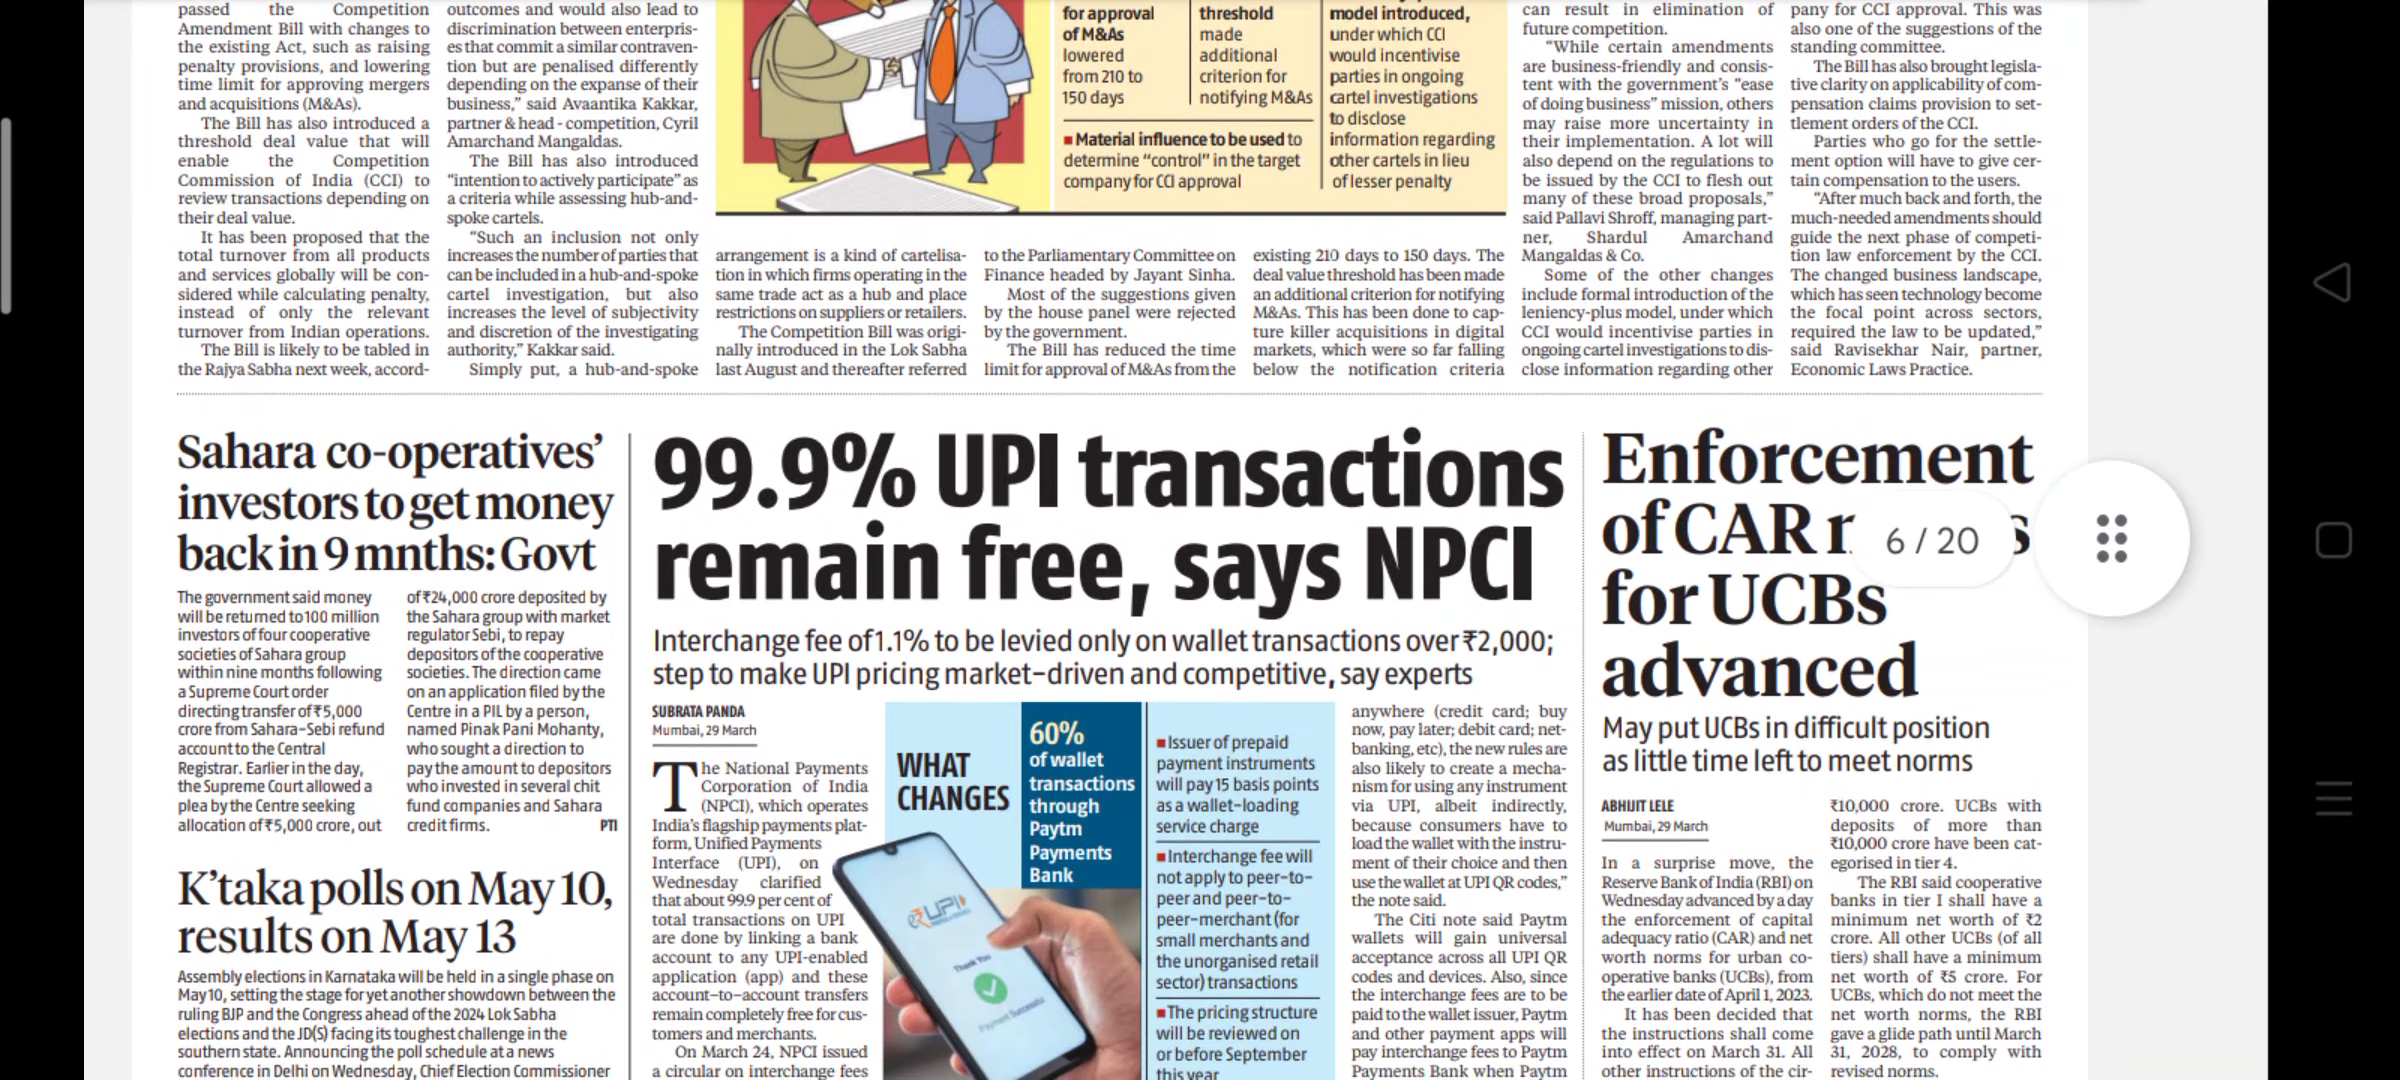 passed the Competition
Amendment Bill with changes to
the existing Act, such as raising
penalty provisions, and lowering
time limit for approving mergers
and acquisitions (M&As).
The Bill has also introduced a
threshold deal value that will
enable the Competition
Commission of India (CCI) to
review transactions depending on
their deal value.
It has been proposed that the
total turnover from all products
and services globally will be con-
sidered while calculating penalty,
instead of only the relevant
turnover from Indian operations.
The Bill is likely to be tabled in
the Rajya Sabha next week, accord-
outcomes and would also lead to
discrimination between enterpris-
es that commit a similar contraven-
tion but are penalised differently
depending on the expanse of their
business,” said Avaantika Kakkar,
partner & head - competition, Cyril
Amarchand Mangaldas.
The Bill has also introduced
“intention to actively participate” as
a criteria while assessing hub-and-
spoke cartels.
“Such an inclusion not only
increases the number of parties that
can be included in a hub-and-spoke
cartel investigation, but also
increases the level of subjectivity
and discretion of the investigating
authority,” Kakkar said.
Simply put, a hub-and-spoke
for approval
of M&As
lowered
from 210 to
150 days
threshold
made
additional
criterion for
notifying M&As
■ Material influence to be used to
determine “control” in the target
company for CCI approval
model introduced,
under which CCI
would incentivise
parties in ongoing
cartel investigations
to disclose
information regarding
other cartels in lieu
of lesser penalty
arrangement is a kind of cartelisa-
tion in which firms operating in the
same trade act as a hub and place
restrictions on suppliers or retailers.
The Competition Bill was origi-
nally introduced in the Lok Sabha
last August and thereafter referred
to the Parliamentary Committee on
Finance headed by Jayant Sinha.
Most of the suggestions given
by the house panel were rejected
by the government.
The Bill has reduced the time
limit for approval of M&As from the
existing 210 days to 150 days. The
deal value threshold has been made
an additional criterion for notifying
M&As. This has been done to cap-
ture killer acquisitions in digital
markets, which were so far falling
below the notification criteria
can result in elimination of
future competition.
“While certain amendments
are business-friendly and consis-
tent with the government’s “ease
of doing business” mission, others
may raise more uncertainty in
their implementation. A lot will
also depend on the regulations to
be issued by the CCI to flesh out
many of these broad proposals,”
said Pallavi Shroff, managing part-
ner, Shardul Amarchand
Mangaldas & Co.
Some of the other changes
include formal introduction of the
leniency-plus model, under which
CCI would incentivise parties in
ongoing cartel investigations to dis-
close information regarding other
pany for CCI approval. This was
also one of the suggestions of the
standing committee.
The Bill has also brought legisla-
tive clarity on applicability of com-
pensation claims provision to set-
tlement orders of the CCI.
Parties who go for the settle-
ment option will have to give cer-
tain compensation to the users.
“After much back and forth, the
much-needed amendments should
guide the next phase of competi-
tion law enforcement by the CCI.
The changed business landscape,
which has seen technology become
the focal point across sectors,
required the law to be updated,”
said Ravisekhar Nair, partner,
Economic Laws Practice.
Sahara co-operatives’
investors to get money
back in 9 mnths: Govt
The government said money
will be returned to 100 million
investors of four cooperative
societies of Sahara group
within nine months following
a Supreme Court order
directing transfer of ₹5,000
crore from Sahara-Sebi refund
account to the Central
Registrar. Earlier in the day,
the Supreme Court allowed a
plea by the Centre seeking
allocation of ₹5,000 crore, out
of ₹24,000 crore deposited by
the Sahara group with market
regulator Sebi, to repay
depositors of the cooperative
societies. The direction came
on an application filed by the
Centre in a PIL by a person,
named Pinak Pani Mohanty,
who sought a direction to
pay the amount to depositors
who invested in several chit
fund companies and Sahara
credit firms. PTI
K’taka polls on May 10,
results on May 13
Assembly elections in Karnataka will be held in a single phase on
May 10, setting the stage for yet another showdown between the
ruling BJP and the Congress ahead of the 2024 Lok Sabha
elections and the JD(S) facing its toughest challenge in the
southern state. Announcing the poll schedule at a news
conference in Delhi on Wednesday, Chief Election Commissioner
99.9% UPI transactions
remain free, says NPCI
Interchange fee of 1.1% to be levied only on wallet transactions over ₹2,000;
step to make UPI pricing market-driven and competitive, say experts
SUBRATA PANDA
Mumbai, 29 March
The National Payments
Corporation of India
(NPCI), which operates
India’s flagship payments plat-
form, Unified Payments
Interface (UPI), on
Wednesday clarified
that about 99.9 per cent of
total transactions on UPI
are done by linking a bank
account to any UPI-enabled
application (app) and these
account-to-account transfers
remain completely free for cus-
tomers and merchants.
On March 24, NPCI issued
a circular on interchange fees
WHAT
CHANGES
60%
of wallet
transactions
through
Paytm
Payments
Bank
UPI
Thank You
Payment Successful
■ Issuer of prepaid
payment instruments
will pay 15 basis points
as a wallet-loading
service charge
■ Interchange fee will
not apply to peer-to-
peer and peer-to-
peer-merchant (for
small merchants and
the unorganised retail
sector) transactions
■ The pricing structure
will be reviewed on
or before September
this year
anywhere (credit card; buy
now, pay later; debit card; net-
banking, etc), the new rules are
also likely to create a mecha-
nism for using any instrument
via UPI, albeit indirectly,
because consumers have to
load the wallet with the instru-
ment of their choice and then
use the wallet at UPI QR codes,”
the note said.
The Citi note said Paytm
wallets will gain universal
acceptance across all UPI QR
codes and devices. Also, since
the interchange fees are to be
paid to the wallet issuer, Paytm
and other payment apps will
pay interchange fees to Paytm
Payments Bank when Paytm
Enforcement
of CAR
for UCBs
advanced
6 / 20
May put UCBs in difficult position
as little time left to meet norms
ABHIJIT LELE
Mumbai, 29 March
In a surprise move, the
Reserve Bank of India (RBI) on
Wednesday advanced by a day
the enforcement of capital
adequacy ratio (CAR) and net
worth norms for urban co-
operative banks (UCBs), from
the earlier date of April 1, 2023.
It has been decided that
the instructions shall come
into effect on March 31. All
other instructions of the cir-
₹10,000 crore. UCBs with
deposits of more than
₹10,000 crore have been cat-
egorised in tier 4.
The RBI said cooperative
banks in tier I shall have a
minimum net worth of ₹2
crore. All other UCBs (of all
tiers) shall have a minimum
net worth of ₹5 crore. For
UCBs, which do not meet the
net worth norms, the RBI
gave a glide path until March
31, 2028, to comply with
revised norms.